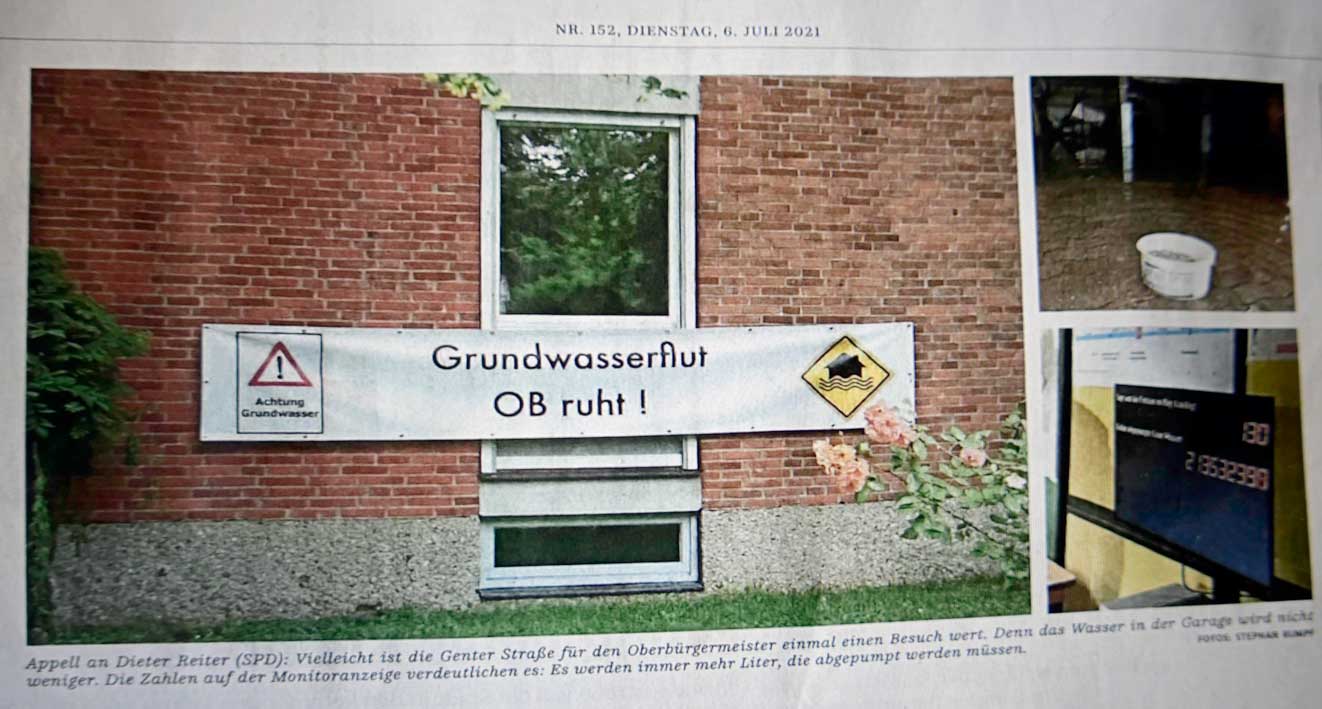 NR. 152, DIENSTAG, 6. JULI 2021
Achtung
Grundwasser
Grundwasserflut
OB ruht !
130
Appell an Dieter Reiter (SPD): Vielleicht ist die Genter Straße für den Oberbürgermeister einmal einen Besuch wert. Denn das Wasser in der Garage wird nicht
weniger. Die Zahlen auf der Monitoranzeige verdeutlichen es: Es werden immer mehr Liter, die abgepumpt werden müssen.
FOTOS: STEPHAN RUMPF